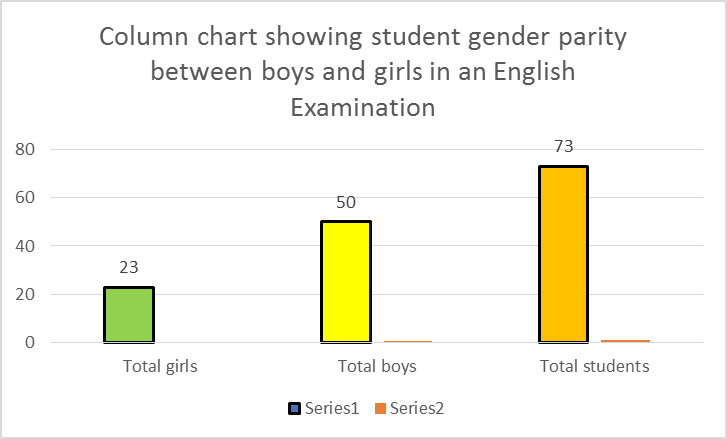 Column chart showing student gender parity
between boys and girls in an English
Examination
80
60
40
20
0
23
50
73
Total girls
Total boys
Total students
Series1
Series2